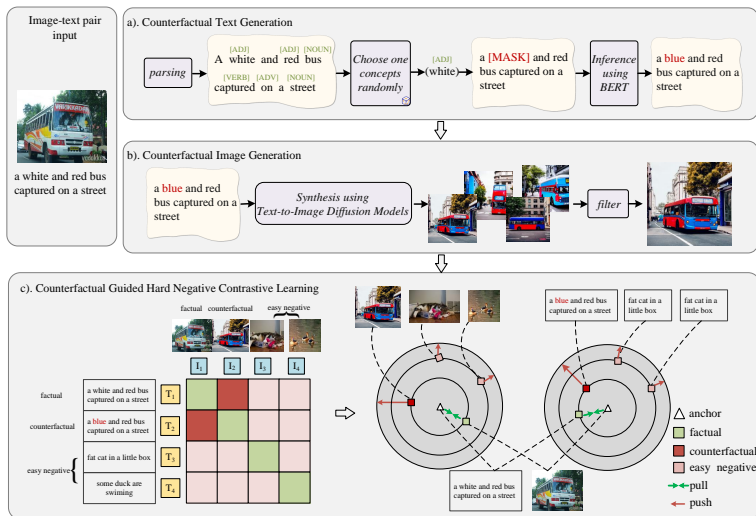 Image-text pair
input
a white and red bus
captured on a street
a). Counterfactual Text Generation
parsing
[ADJ] [ADJ] [NOUN]
A white and red bus
[VERB] [ADV] [NOUN]
captured on a street
Choose one
concepts
randomly
[ADJ]
(white)
a [MASK] and red
bus captured on a
street
Inference
using
BERT
a blue and red
bus captured on a
street
b). Counterfactual Image Generation
a blue and red
bus captured on a
street
Synthesis using
Text-to-Image Diffusion Models
filter
c). Counterfactual Guided Hard Negative Contrastive Learning
factual
counterfactual
easy negative
I1
I2
I3
I4
factual
a white and red bus
captured on a street
T1
counterfactual
a blue and red bus
captured on a street
T2
easy negative
fat cat in a little box
T3
some duck are
swiming
T4
a blue and red bus
captured on a street
fat cat in a
little box
fat cat in a
little box
a white and red bus
captured on a street
anchor
factual
counterfactual
easy negative
pull
push